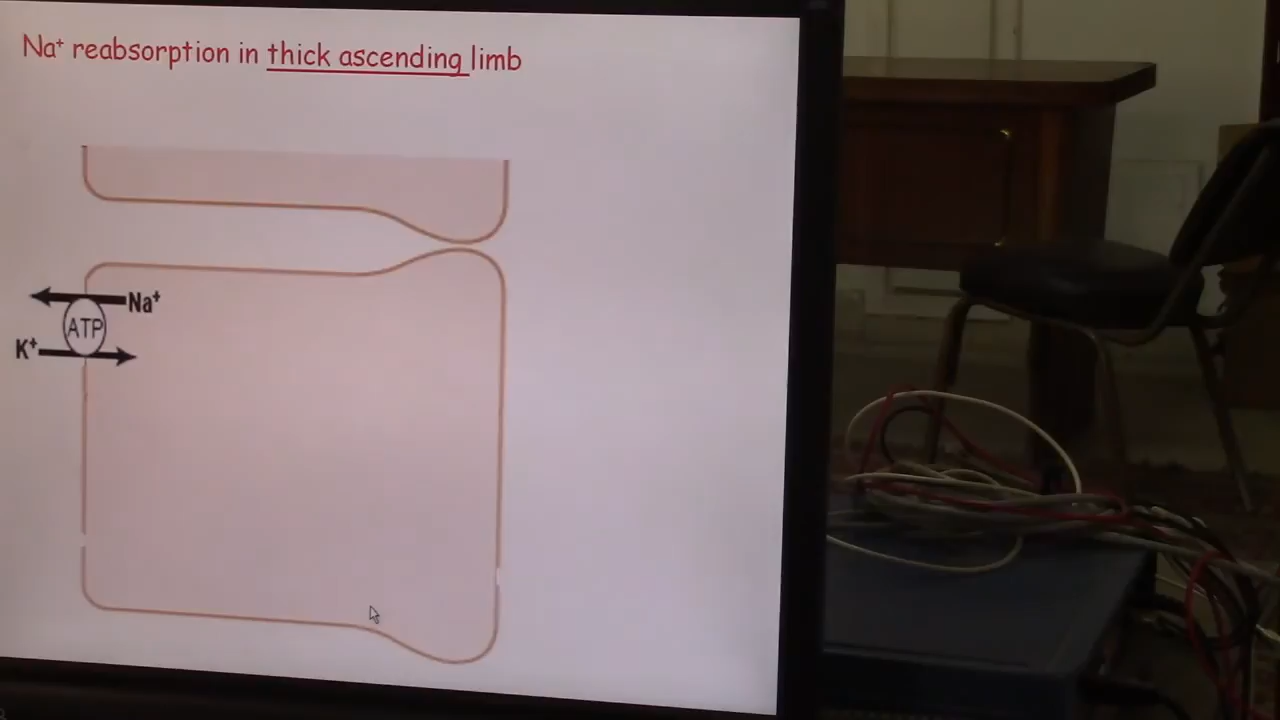 Na⁺ reabsorption in thick ascending limb
Na⁺
ATP
K⁺